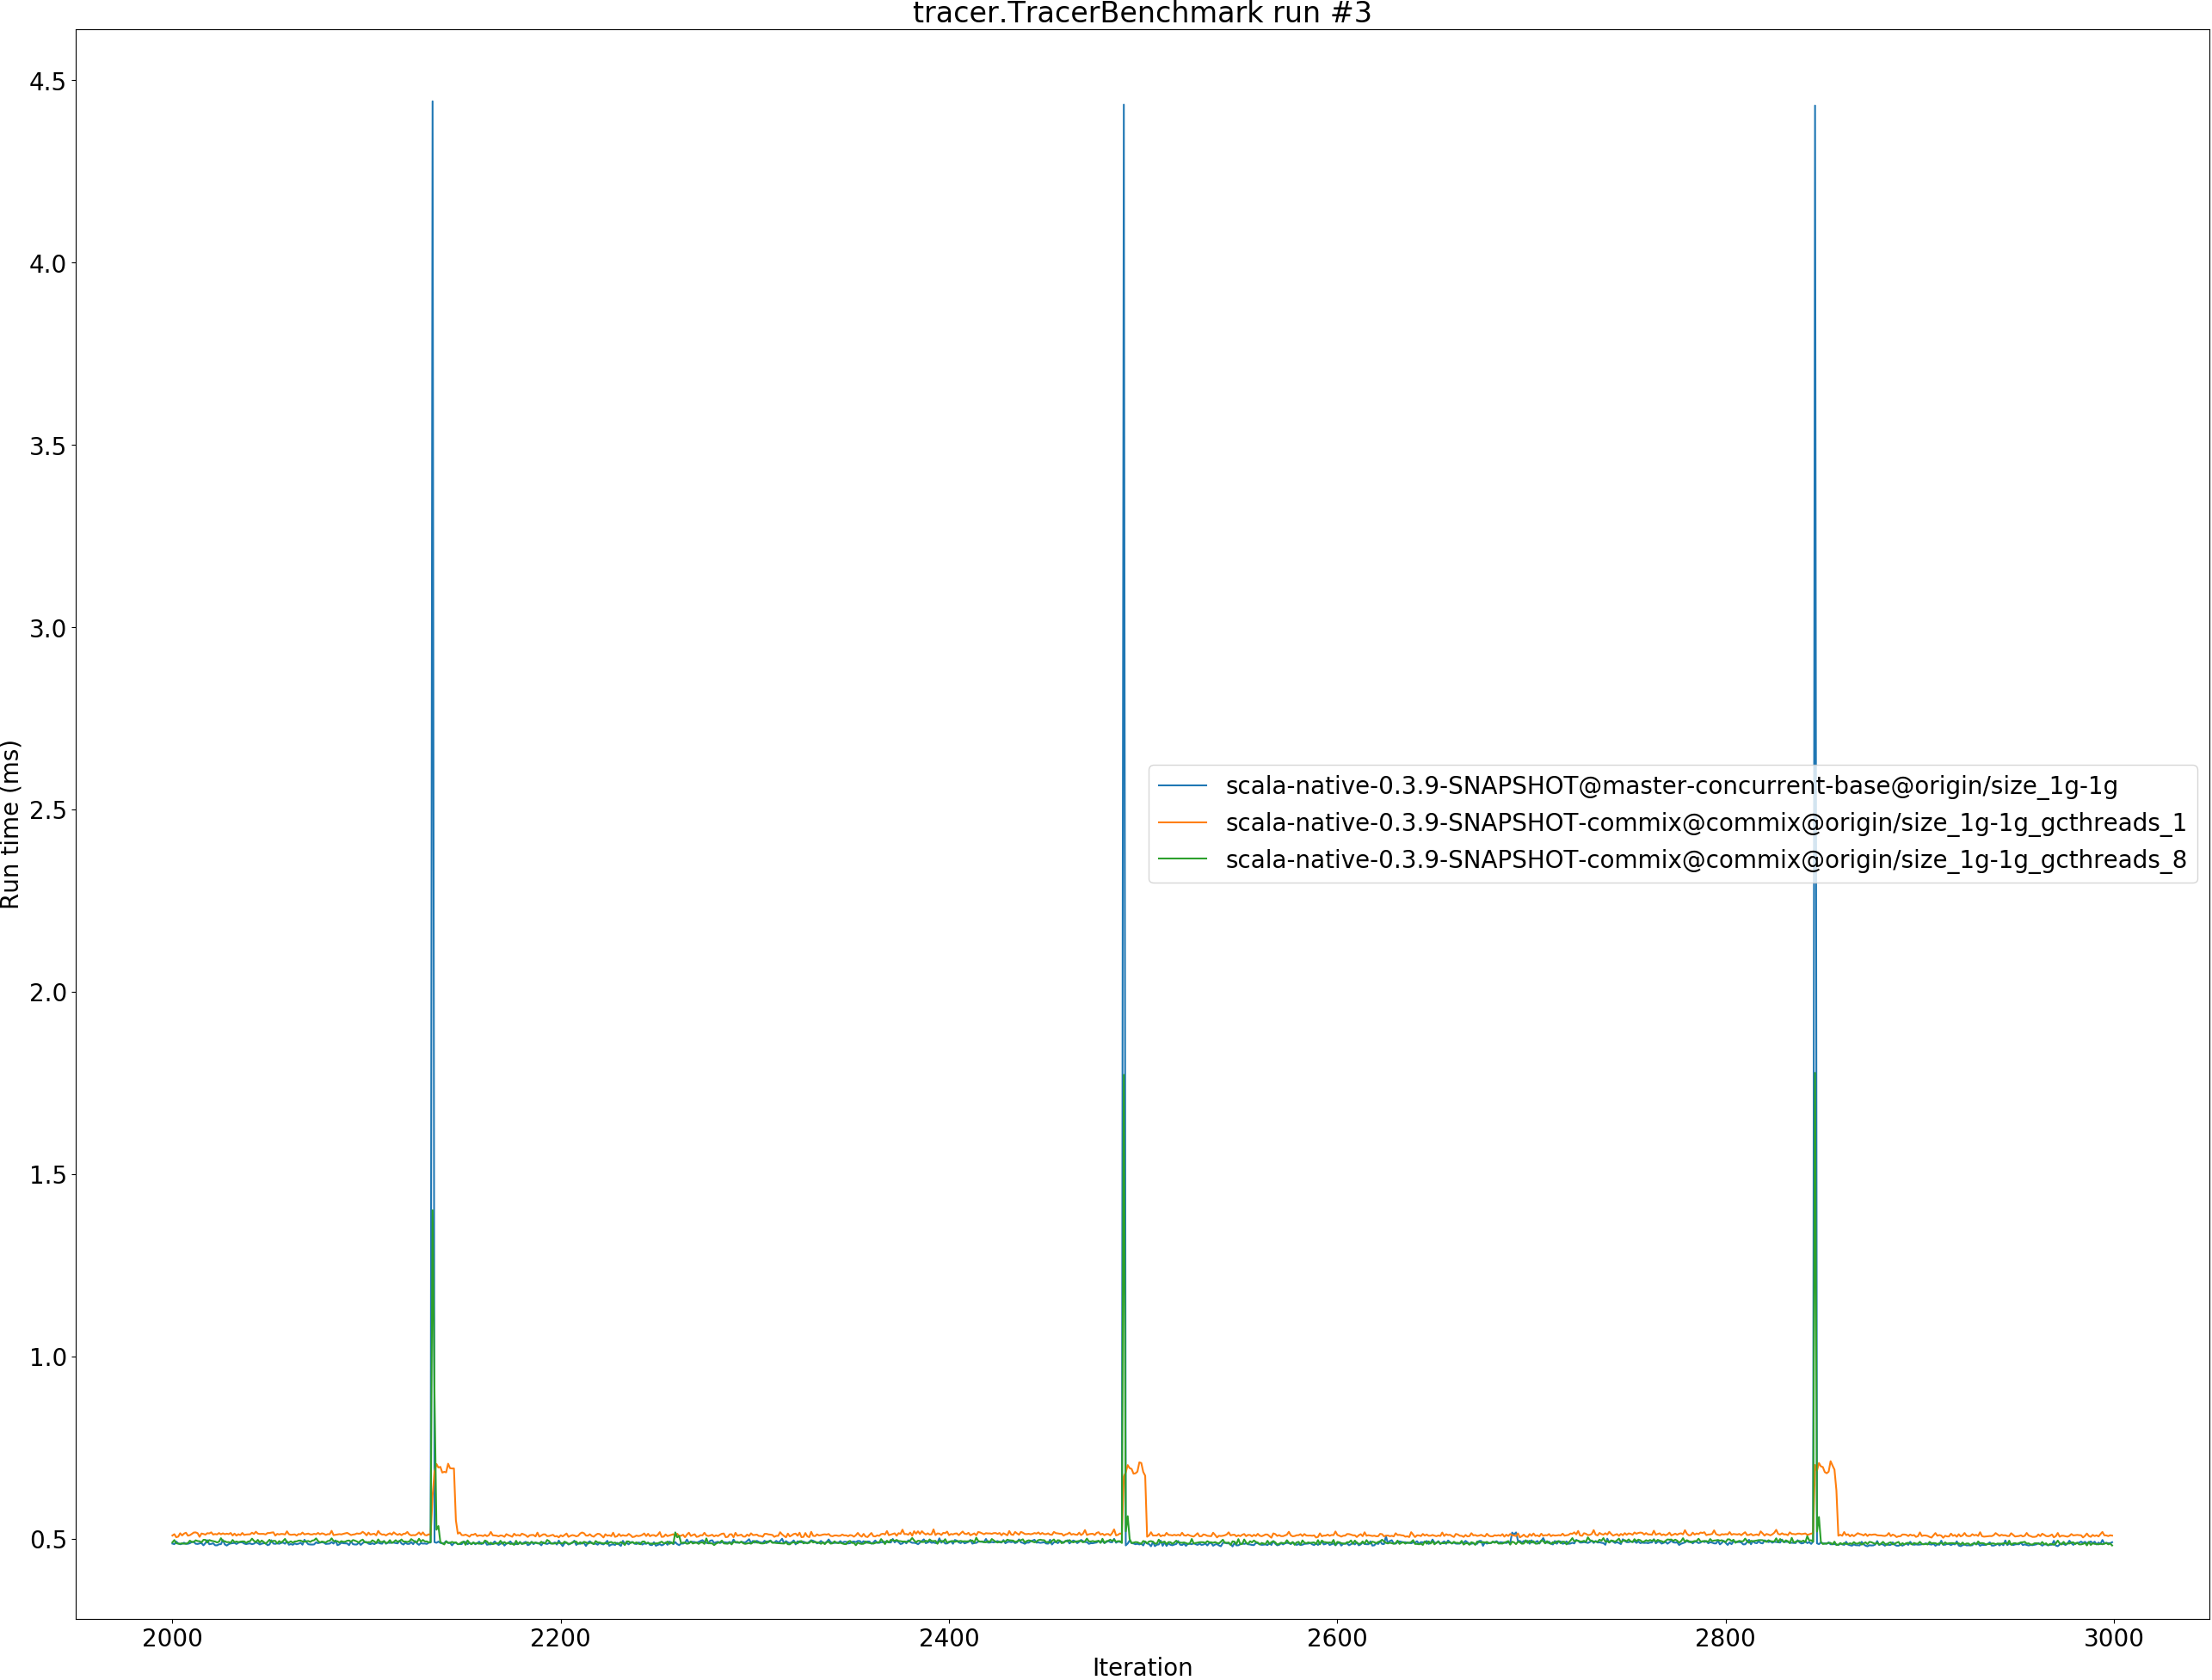 tracer.TracerBenchmark run #3
4.5
4.0
3.5
3.0
2.5
2.0
1.5
1.0
0.5
Run time (ms)
scala-native-0.3.9-SNAPSHOT@master-concurrent-base@origin/size_1g-1g
scala-native-0.3.9-SNAPSHOT-commix@commix@origin/size_1g-1g_gcthreads_1
scala-native-0.3.9-SNAPSHOT-commix@commix@origin/size_1g-1g_gcthreads_8
2000 2200 2400 2600 2800 3000
Iteration